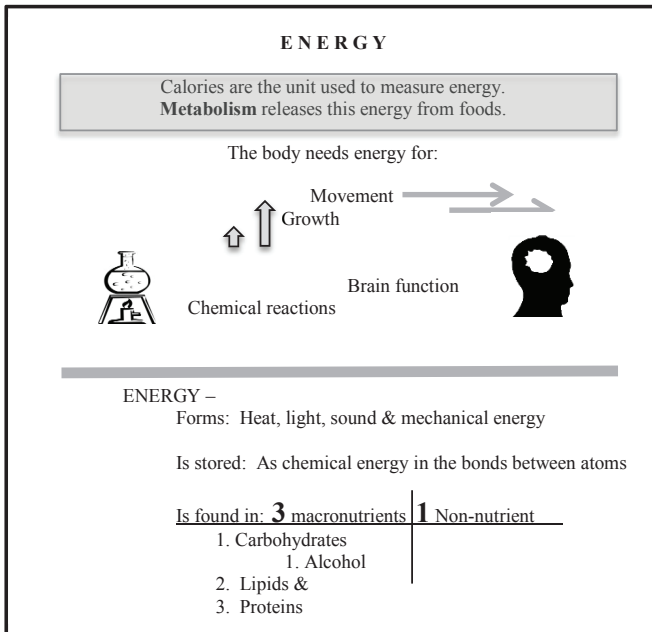 E N E R G Y
Calories are the unit used to measure energy.
Metabolism releases this energy from foods.
The body needs energy for:
Movement
Growth
Brain function
Chemical reactions
ENERGY –
Forms: Heat, light, sound & mechanical energy
Is stored: As chemical energy in the bonds between atoms
Is found in: 3 macronutrients 1 Non-nutrient
1. Carbohydrates
1. Alcohol
2. Lipids &
3. Proteins